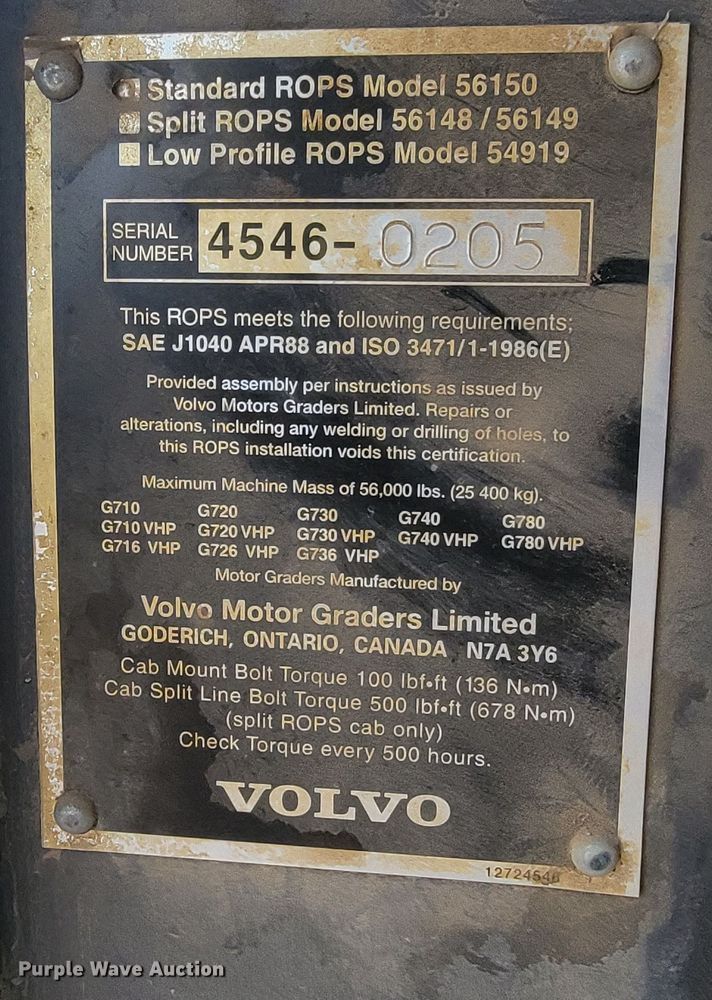 Standard ROPS Model 56150
Split ROPS Model 56148 / 56149
Low Profile ROPS Model 54919
SERIAL NUMBER 4546- 0205
This ROPS meets the following requirements;
SAE J1040 APR88 and ISO 3471/1-1986(E)
Provided assembly per instructions as issued by
Volvo Motors Graders Limited. Repairs or
alterations, including any welding or drilling of holes, to
this ROPS installation voids this certification.
Maximum Machine Mass of 56,000 lbs. (25 400 kg).
G710 G720 G730 G740 G780
G710 VHP G720 VHP G730 VHP G740 VHP G780 VHP
G716 VHP G726 VHP G736 VHP
Motor Graders Manufactured by
Volvo Motor Graders Limited
GODERICH, ONTARIO, CANADA N7A 3Y6
Cab Mount Bolt Torque 100 lbf•ft (136 N•m)
Cab Split Line Bolt Torque 500 lbf•ft (678 N•m)
(split ROPS cab only)
Check Torque every 500 hours.
VOLVO
12724546
Purple Wave Auction